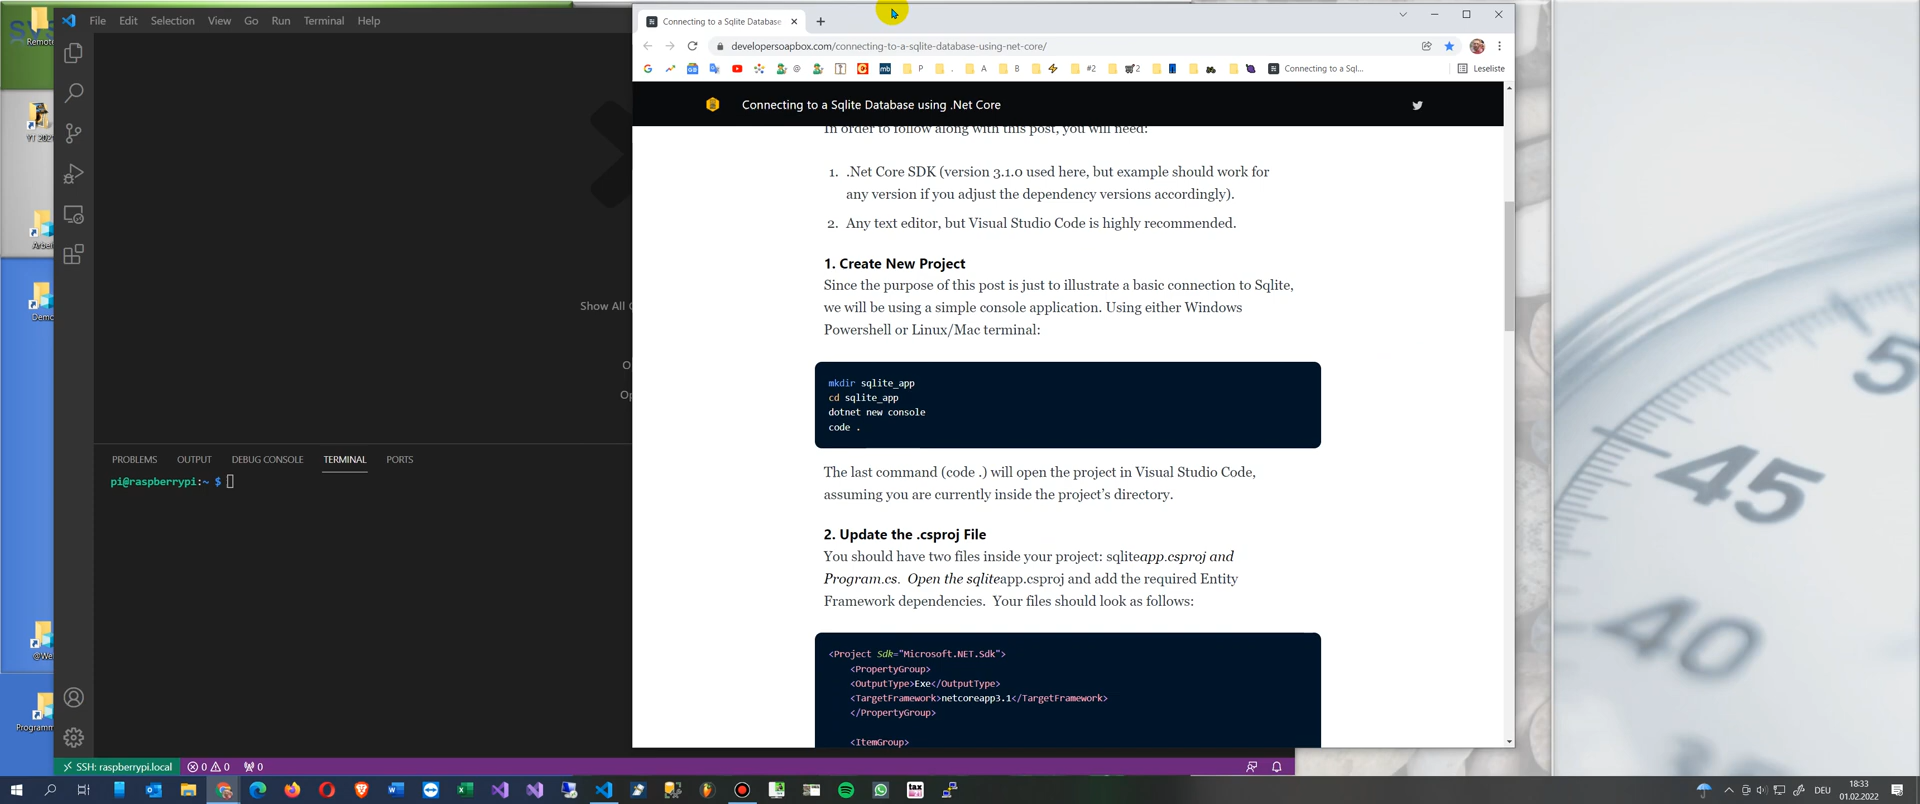 File Edit Selection View Go Run Terminal Help
Connecting to a Sqlite Database
developersoapbox.com/connecting-to-a-sqlite-database-using-net-core/
P . A B #2 2 Connecting to a Sql... Leseliste
Connecting to a Sqlite Database using .Net Core
In order to follow along with this post, you will need:
1. .Net Core SDK (version 3.1.0 used here, but example should work for
any version if you adjust the dependency versions accordingly).
2. Any text editor, but Visual Studio Code is highly recommended.
1. Create New Project
Since the purpose of this post is just to illustrate a basic connection to Sqlite,
we will be using a simple console application. Using either Windows
Powershell or Linux/Mac terminal:
mkdir sqlite_app
cd sqlite_app
dotnet new console
code .
The last command (code .) will open the project in Visual Studio Code,
assuming you are currently inside the project's directory.
2. Update the .csproj File
You should have two files inside your project: sqliteapp.csproj and
Program.cs. Open the sqliteapp.csproj and add the required Entity
Framework dependencies. Your files should look as follows:
<Project Sdk="Microsoft.NET.Sdk">
<PropertyGroup>
<OutputType>Exe</OutputType>
<TargetFramework>netcoreapp3.1</TargetFramework>
</PropertyGroup>
<ItemGroup>
Show All
PROBLEMS OUTPUT DEBUG CONSOLE TERMINAL PORTS
pi@raspberrypi:~ $
SSH: raspberrypi.local 0 0 0
Remote
Arbei
Demo
@We
Programm
50
45
40
DEU
18:33
01.02.2022